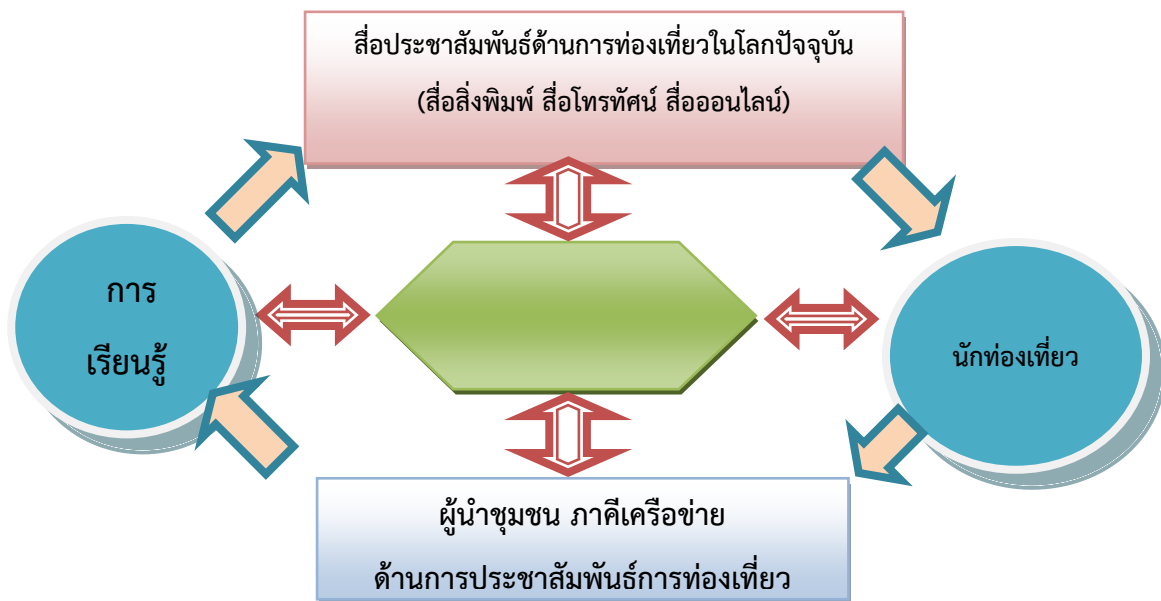 สื่อประชาสัมพันธ์ด้านการท่องเที่ยวในโลกปัจจุบัน
(สื่อสิ่งพิมพ์ สื่อโทรทัศน์ สื่อออนไลน์)
การ
เรียนรู้
นักท่องเที่ยว
ผู้นำชุมชน ภาคีเครือข่าย
ด้านการประชาสัมพันธ์การท่องเที่ยว